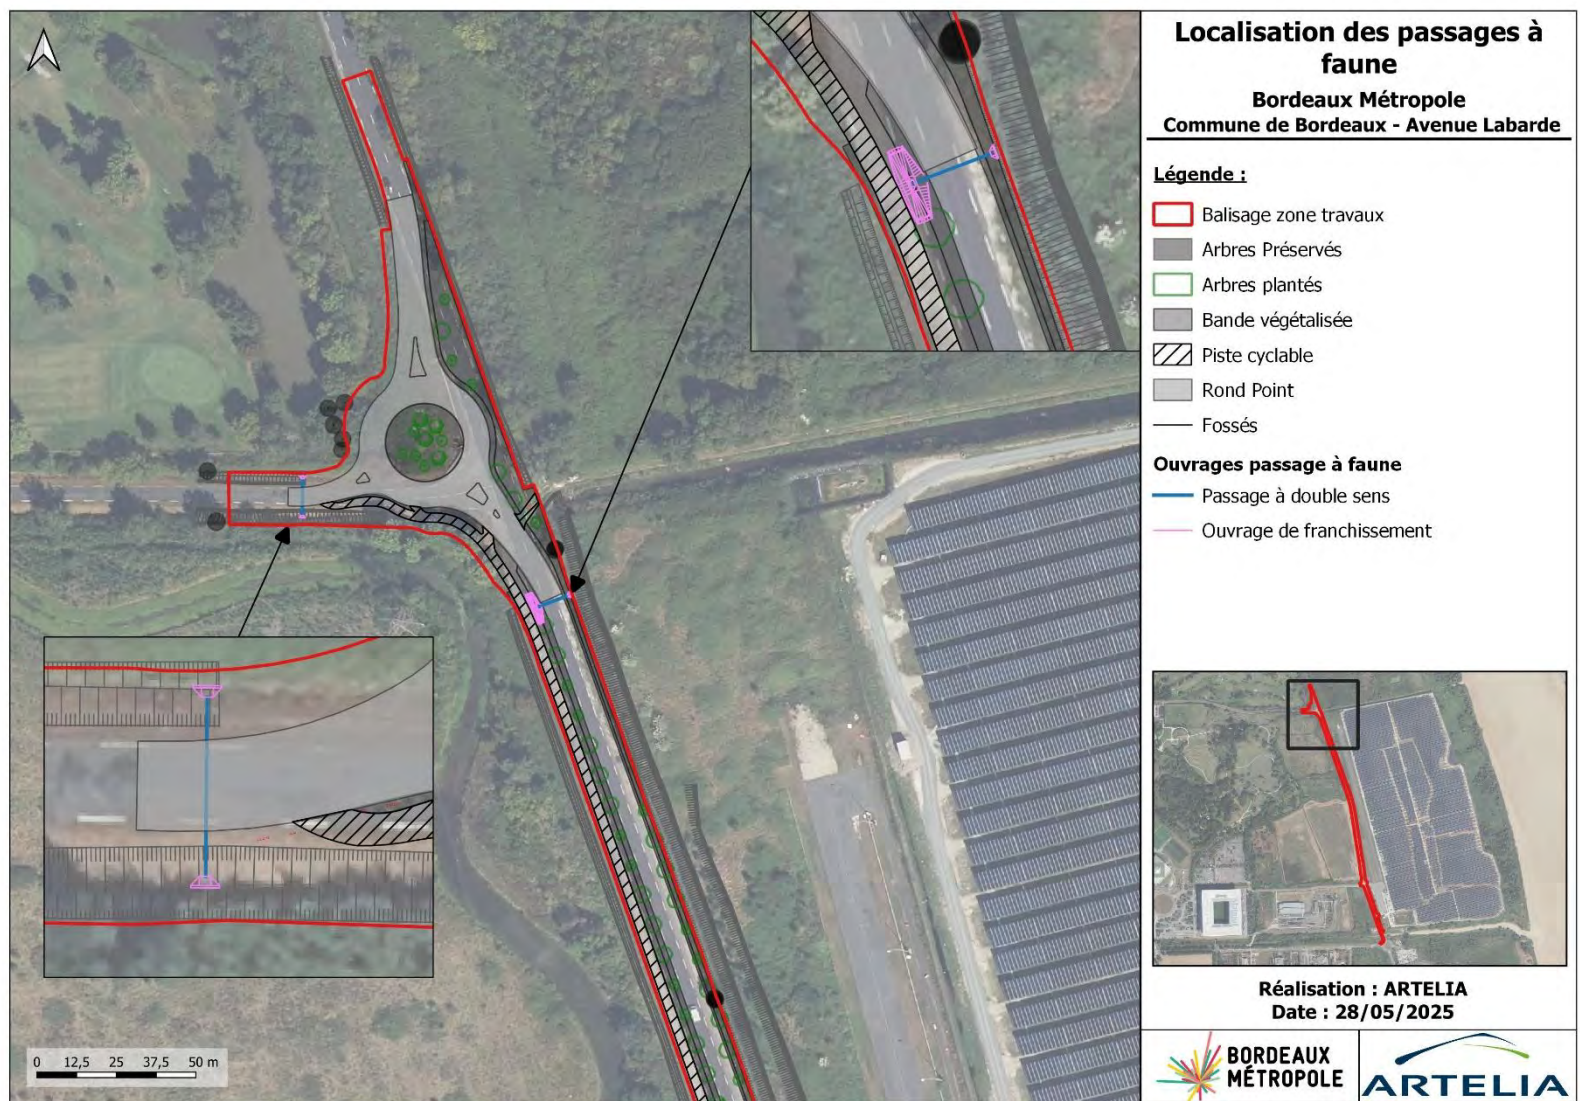 Localisation des passages à
faune
Bordeaux Métropole
Commune de Bordeaux - Avenue Labarde
Légende :
Balisage zone travaux
Arbres Préservés
Arbres plantés
Bande végétalisée
Piste cyclable
Rond Point
Fossés
Ouvrages passage à faune
Passage à double sens
Ouvrage de franchissement
Réalisation : ARTELIA
Date : 28/05/2025
BORDEAUX
MÉTROPOLE
ARTELIA
0 12,5 25 37,5 50 m